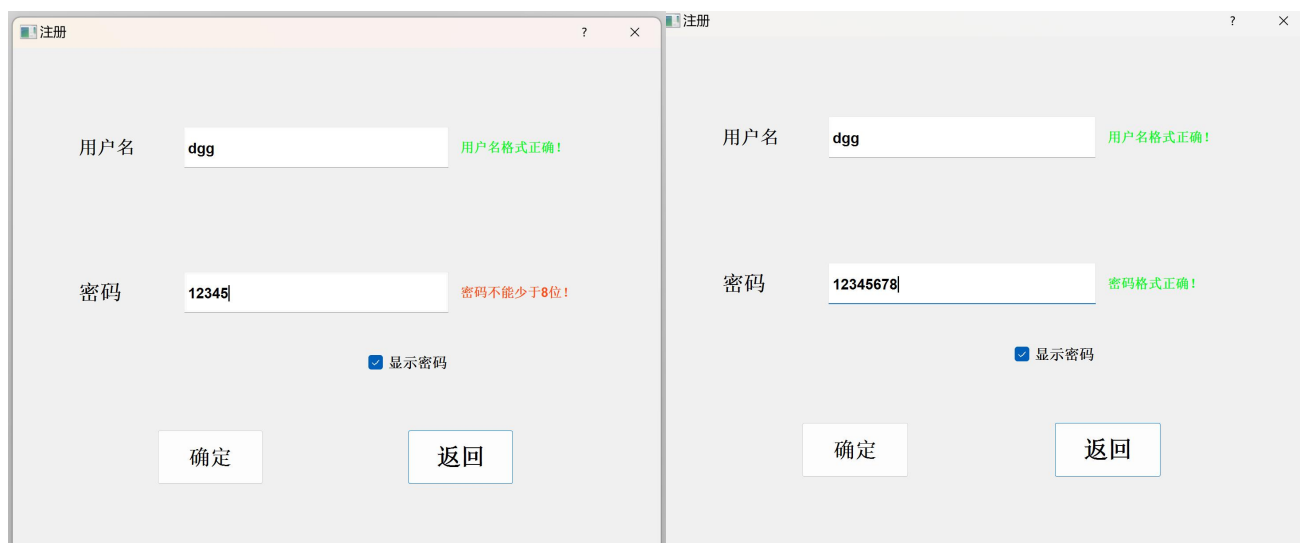 注册
?
×
用户名
dgg
用户名格式正确！
密码
12345
密码不能少于8位！
显示密码
确定
返回
注册
?
×
用户名
dgg
用户名格式正确！
密码
12345678
密码格式正确！
显示密码
确定
返回